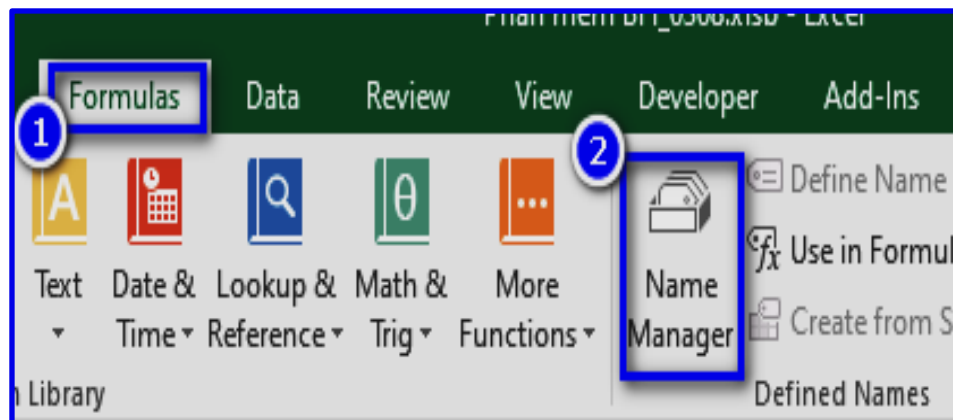 Formulas Data Review View Developer Add-Ins
1
2
A
θ
Define Name
fx Use in Formul
Create from S
Text Date & Lookup & Math & More Name
Time Reference Trig Functions Manager
Library Defined Names